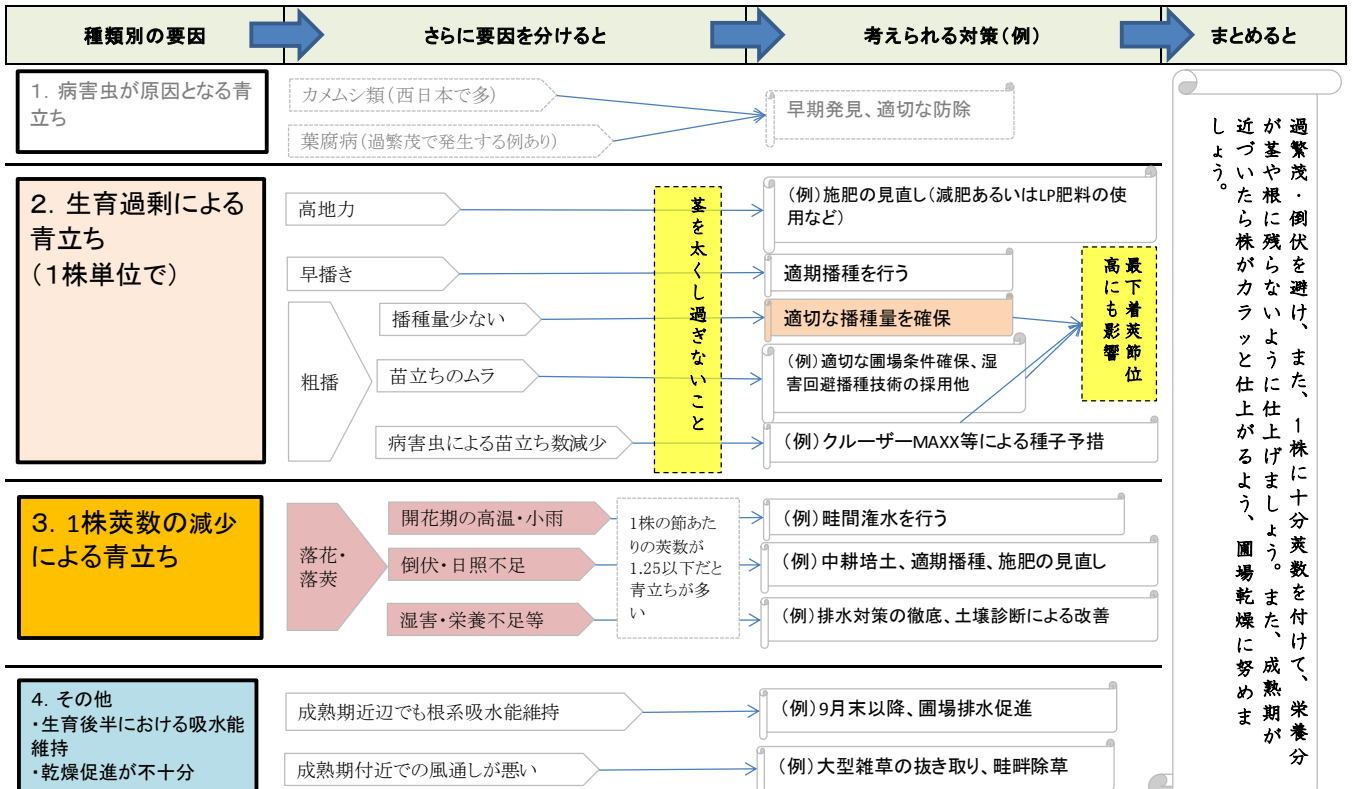 種類別の要因
さらに要因を分けると
考えられる対策(例)
まとめると
1. 病害虫が原因となる青
立ち
カメムシ類(西日本で多)
葉腐病(過繁茂で発生する例あり)
早期発見、適切な防除
2. 生育過剰による
青立ち
(1株単位で)
高地力
早播き
粗播
播種量少ない
苗立ちのムラ
病害虫による苗立ち数減少
茎を太くし過ぎないこと
(例)施肥の見直し(減肥あるいはLP肥料の使
用など)
適期播種を行う
適切な播種量を確保
(例)適切な圃場条件確保、湿
害回避播種技術の採用他
(例)クルーザーMAXX等による種子予措
最下着莢節位
高にも影響
3. 1株莢数の減少
による青立ち
落花・
落莢
開花期の高温・小雨
倒伏・日照不足
湿害・栄養不足等
1株の節あた
りの莢数が
1.25以下だと
青立ちが多
い
(例)畦間潅水を行う
(例)中耕培土、適期播種、施肥の見直し
(例)排水対策の徹底、土壌診断による改善
4. その他
・生育後半における吸水能
維持
・乾燥促進が不十分
成熟期近辺でも根系吸水能維持
成熟期付近での風通しが悪い
(例)9月末以降、圃場排水促進
(例)大型雑草の抜き取り、畦畔除草
過繁茂・倒伏を避け、また、1株に十分莢数を付けて、栄養分
が茎や根に残らないように仕上げましょう。また、成熟期が
近づいたら株がカラッと仕上がるよう、圃場乾燥に努めま
しょう。